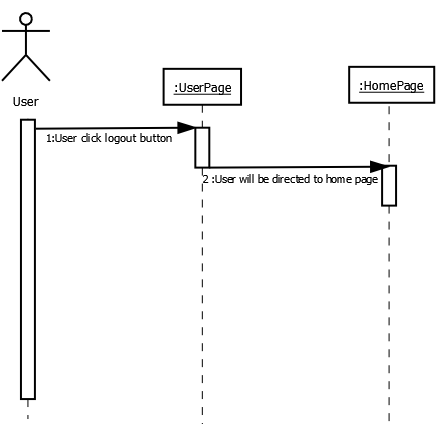 :UserPage
:HomePage
User
1:User click logout button
2 :User will be directed to home page